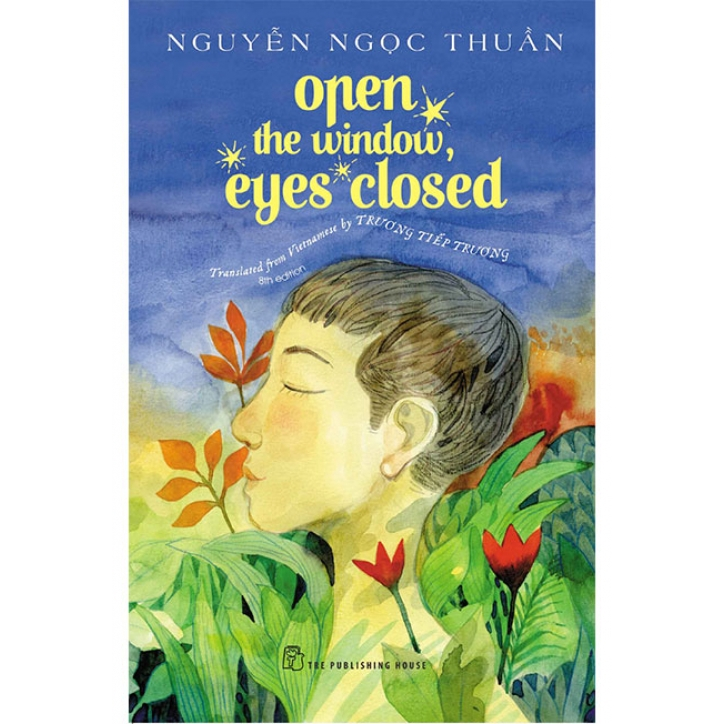 NGUYỄN NGỌC THUẦN
open
the window,
eyes closed
Translated from Vietnamese by TRƯƠNG TIẾP TRƯƠNG
8th edition
TRE PUBLISHING HOUSE